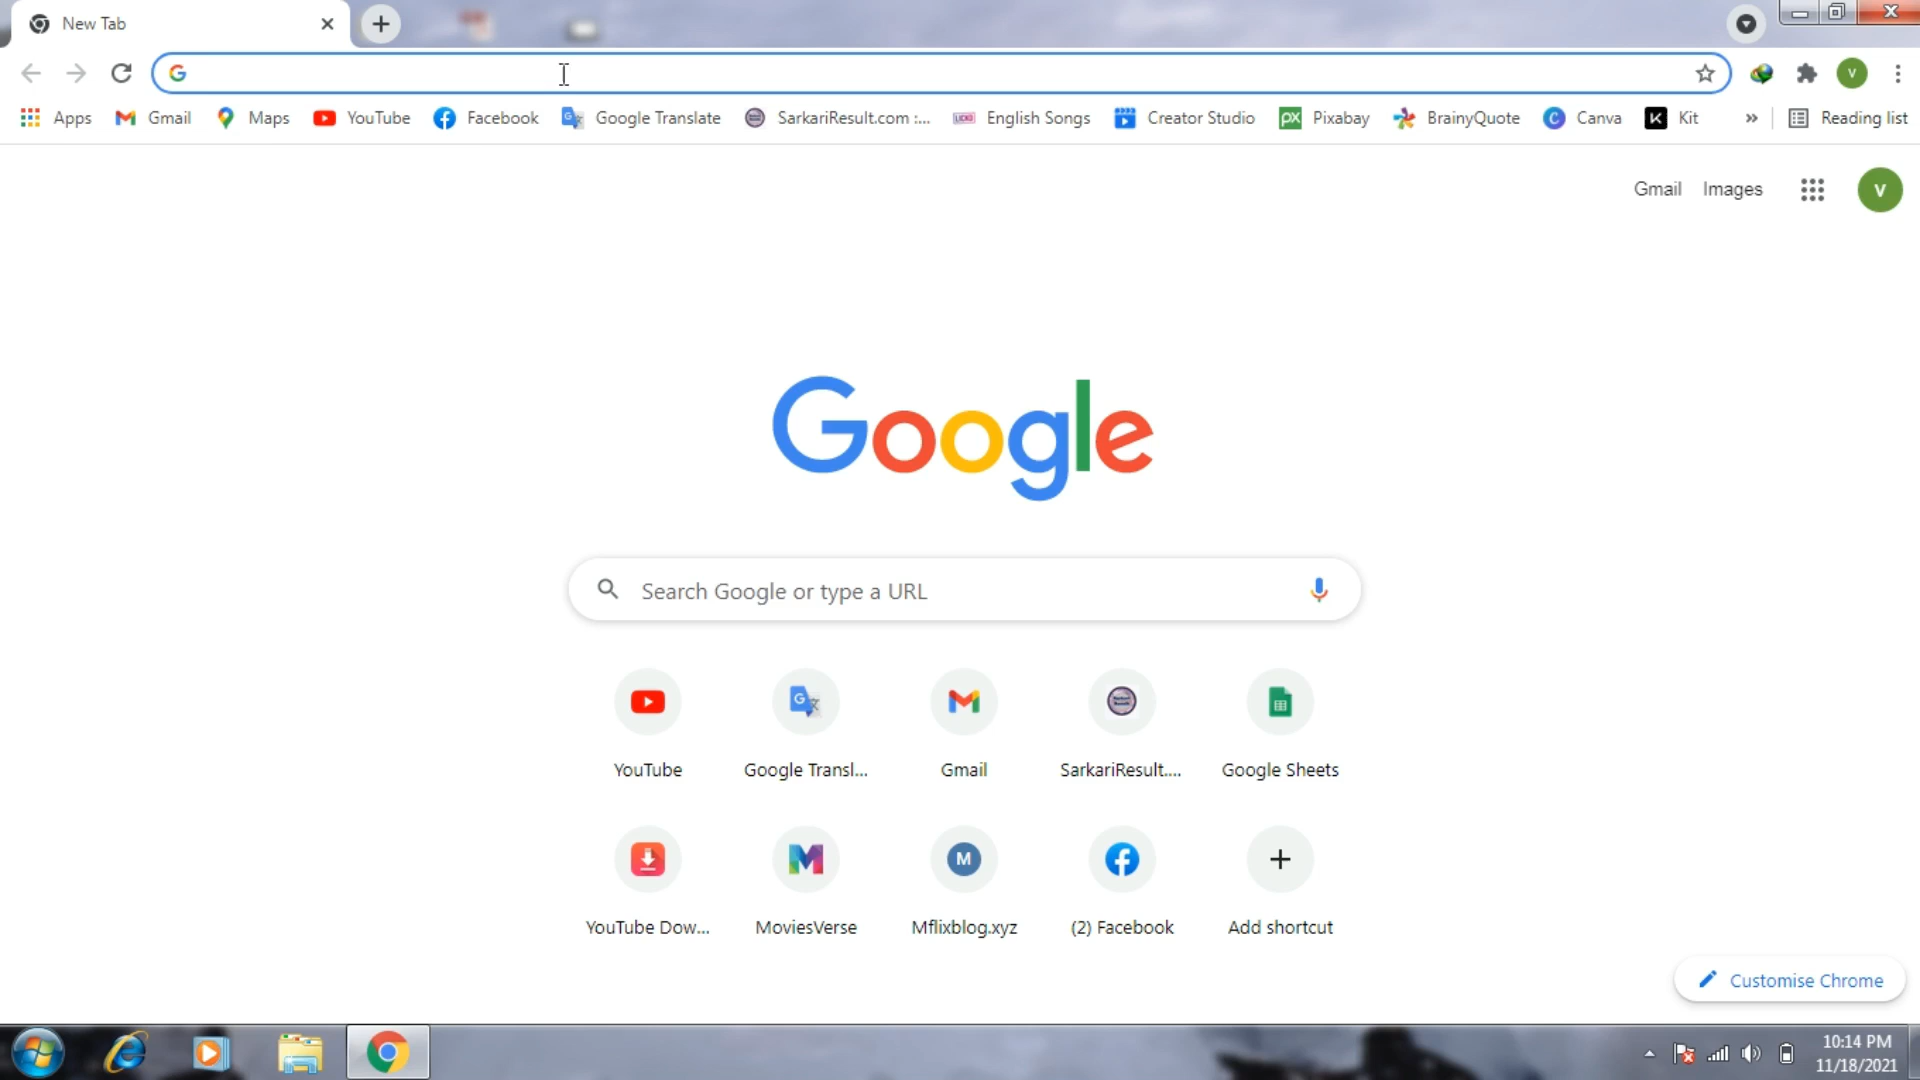 New Tab
G
V
Apps
Gmail
Maps
YouTube
Facebook
Google Translate
SarkariResult.com :...
English Songs
Creator Studio
px Pixabay
BrainyQuote
C Canva
K Kit
»
Reading list
Gmail
Images
V
Google
Search Google or type a URL
YouTube
Google Transl...
Gmail
SarkariResult....
Google Sheets
YouTube Dow...
MoviesVerse
M
Mflixblog.xyz
(2) Facebook
Add shortcut
Customise Chrome
10:14 PM
11/18/2021